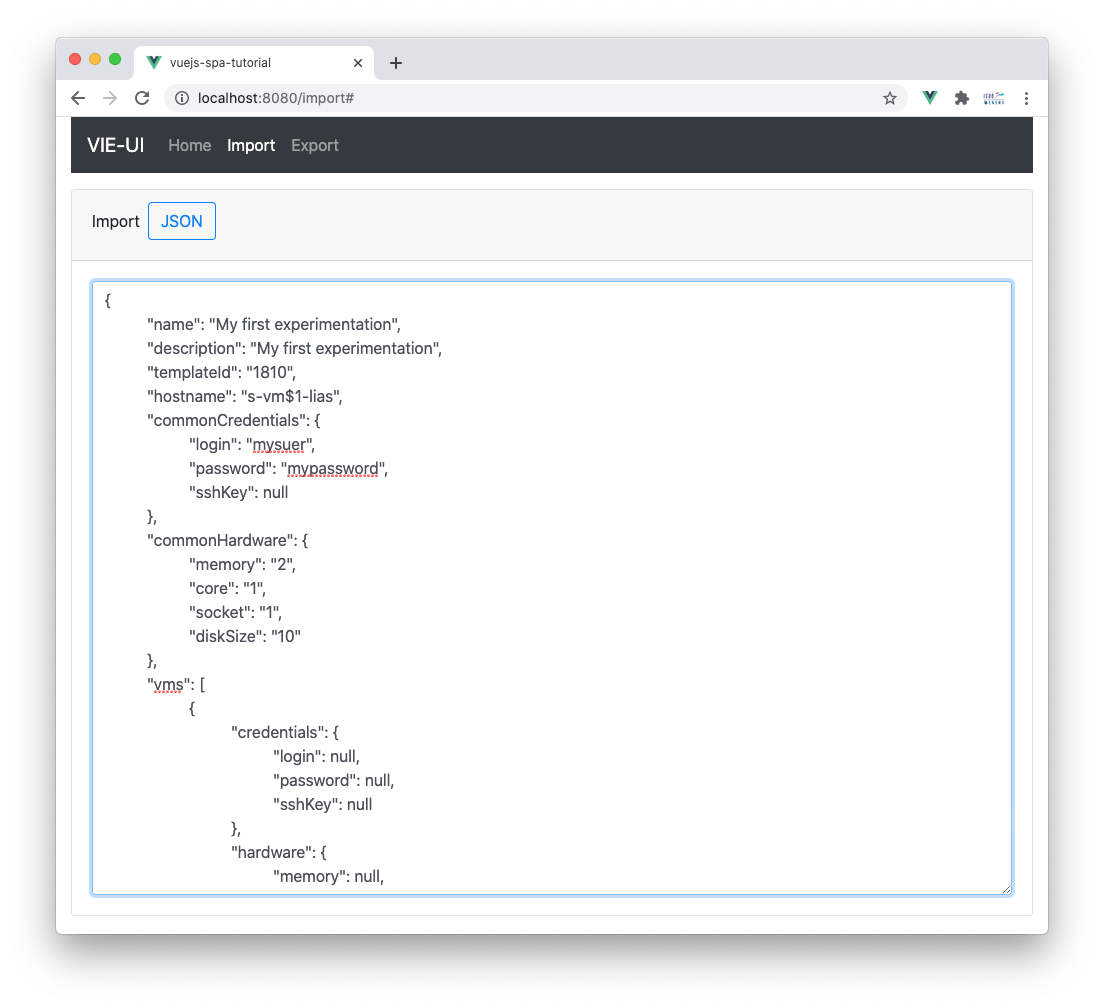 vuejs-spa-tutorial
localhost:8080/import#
VIE-UI Home Import Export
Import JSON
{
"name": "My first experimentation",
"description": "My first experimentation",
"templateId": "1810",
"hostname": "s-vm$1-lias",
"commonCredentials": {
"login": "mysuer",
"password": "mypassword",
"sshKey": null
},
"commonHardware": {
"memory": "2",
"core": "1",
"socket": "1",
"diskSize": "10"
},
"vms": [
{
"credentials": {
"login": null,
"password": null,
"sshKey": null
},
"hardware": {
"memory": null,